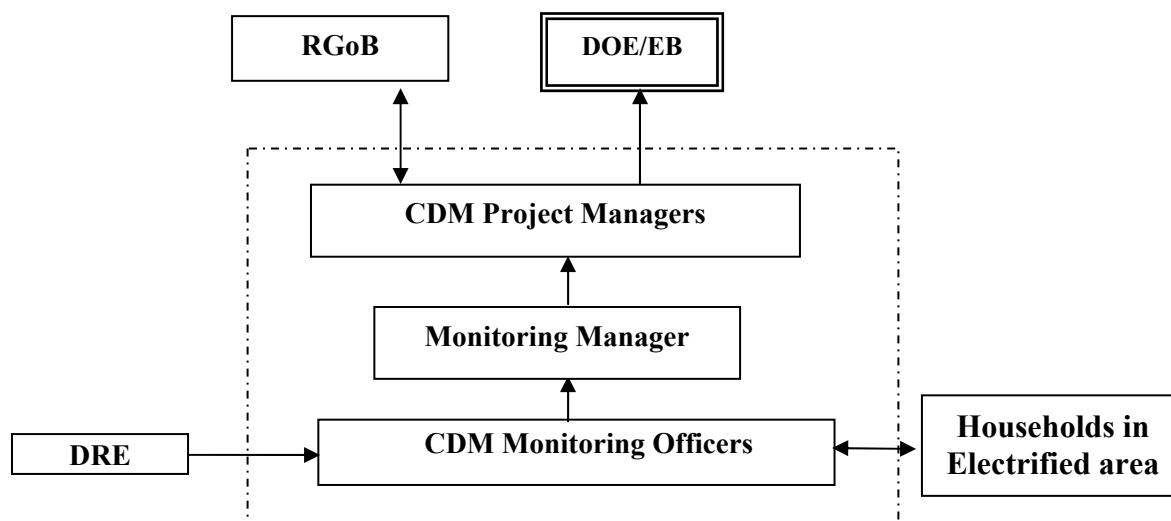 RGoB
DOE/EB
CDM Project Managers
Monitoring Manager
DRE
CDM Monitoring Officers
Households in
Electrified area